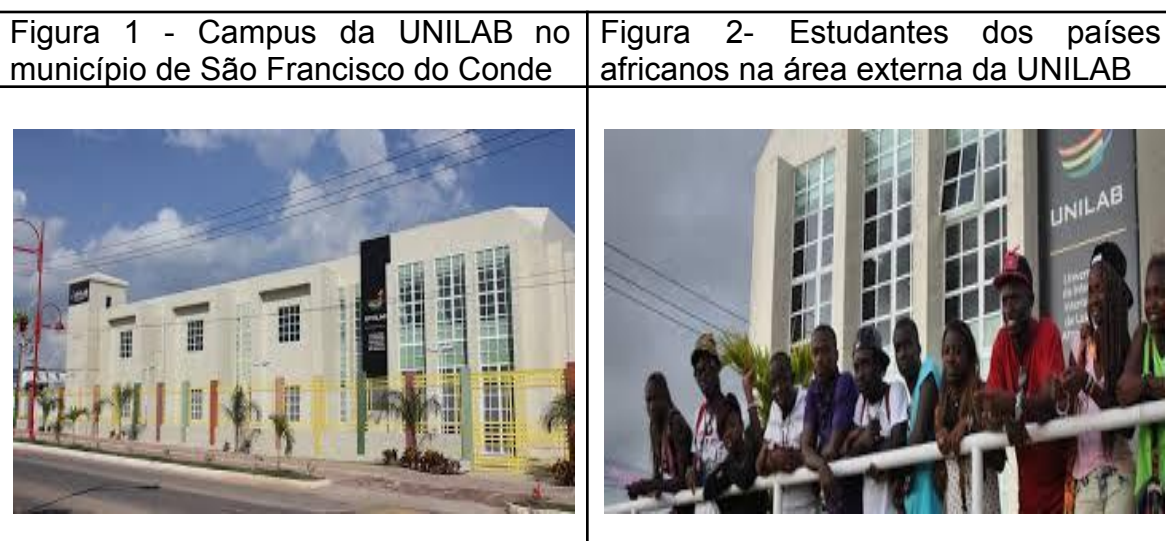 Figura 1 - Campus da UNILAB no
município de São Francisco do Conde
Figura 2- Estudantes dos países
africanos na área externa da UNILAB
UNILAB